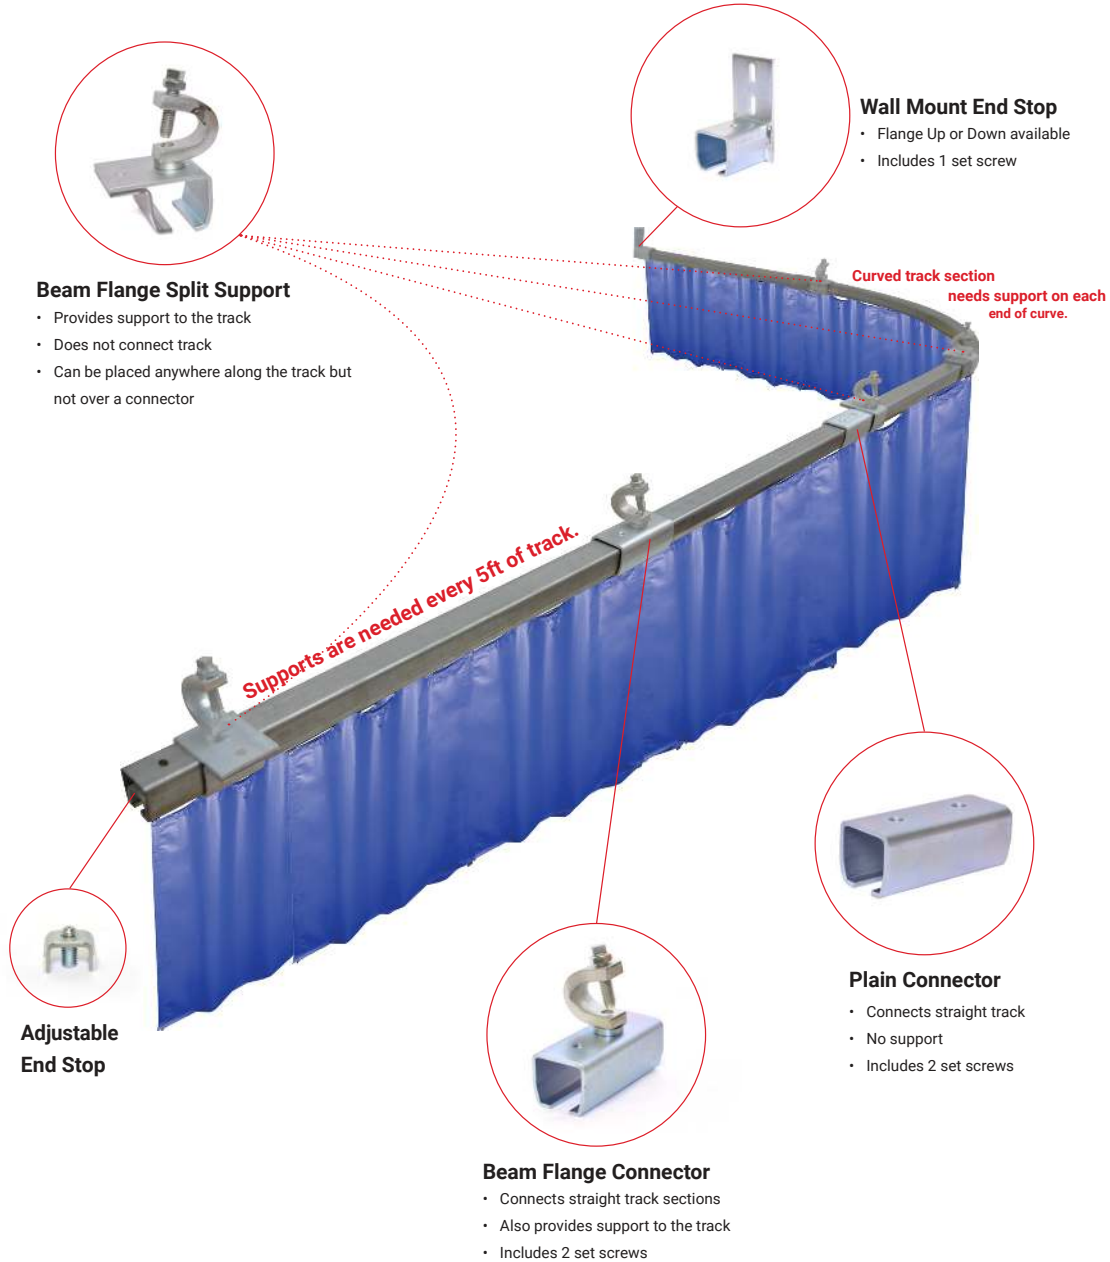 Wall Mount End Stop
• Flange Up or Down available
• Includes 1 set screw
Beam Flange Split Support
• Provides support to the track
• Does not connect track
• Can be placed anywhere along the track but
not over a connector
Curved track section
needs support on each
end of curve.
Supports are needed every 5ft of track.
Adjustable
End Stop
Plain Connector
• Connects straight track
• No support
• Includes 2 set screws
Beam Flange Connector
• Connects straight track sections
• Also provides support to the track
• Includes 2 set screws